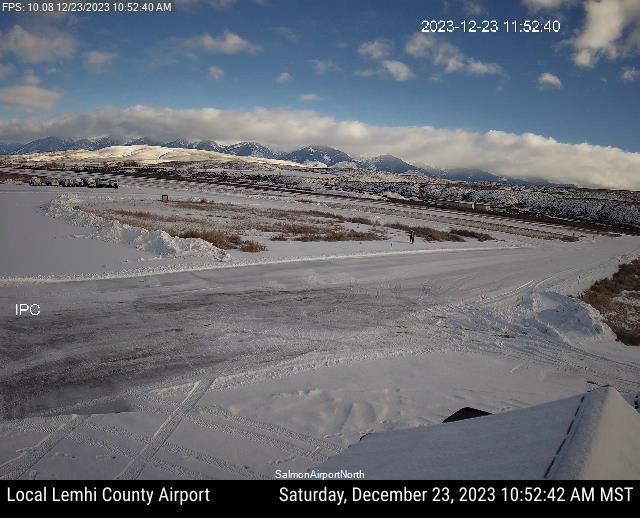 FPS: 10.08 12/23/2023 10:52:40 AM
2023-12-23 11:52:40
IPC
SalmonAirportNorth
Local Lemhi County Airport Saturday, December 23, 2023 10:52:42 AM MST